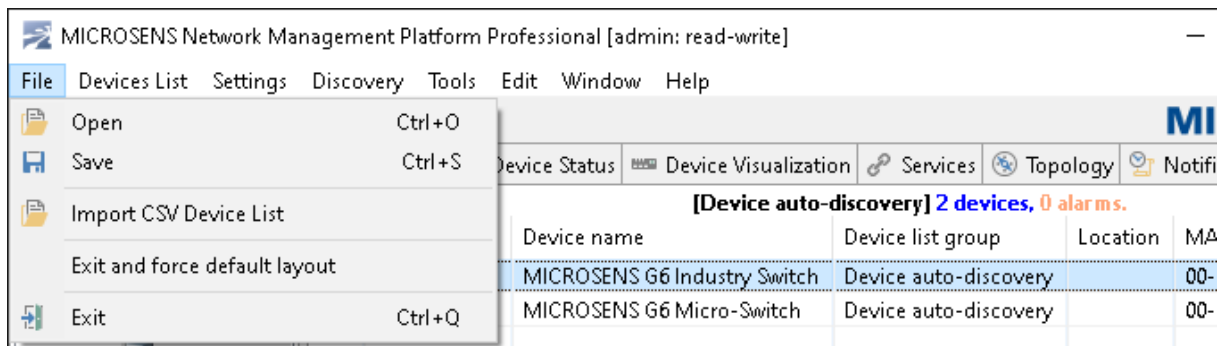 MICROSENS Network Management Platform Professional [admin: read-write]
File Devices List Settings Discovery Tools Edit Window Help
Open Ctrl+O
MI
Save Ctrl+S
Device Status Device Visualization Services Topology Notifi
[Device auto-discovery] 2 devices, 0 alarms.
Import CSV Device List
Device name Device list group Location MA
Exit and force default layout
MICROSENS G6 Industry Switch Device auto-discovery 00-
Exit Ctrl+Q
MICROSENS G6 Micro-Switch Device auto-discovery 00-